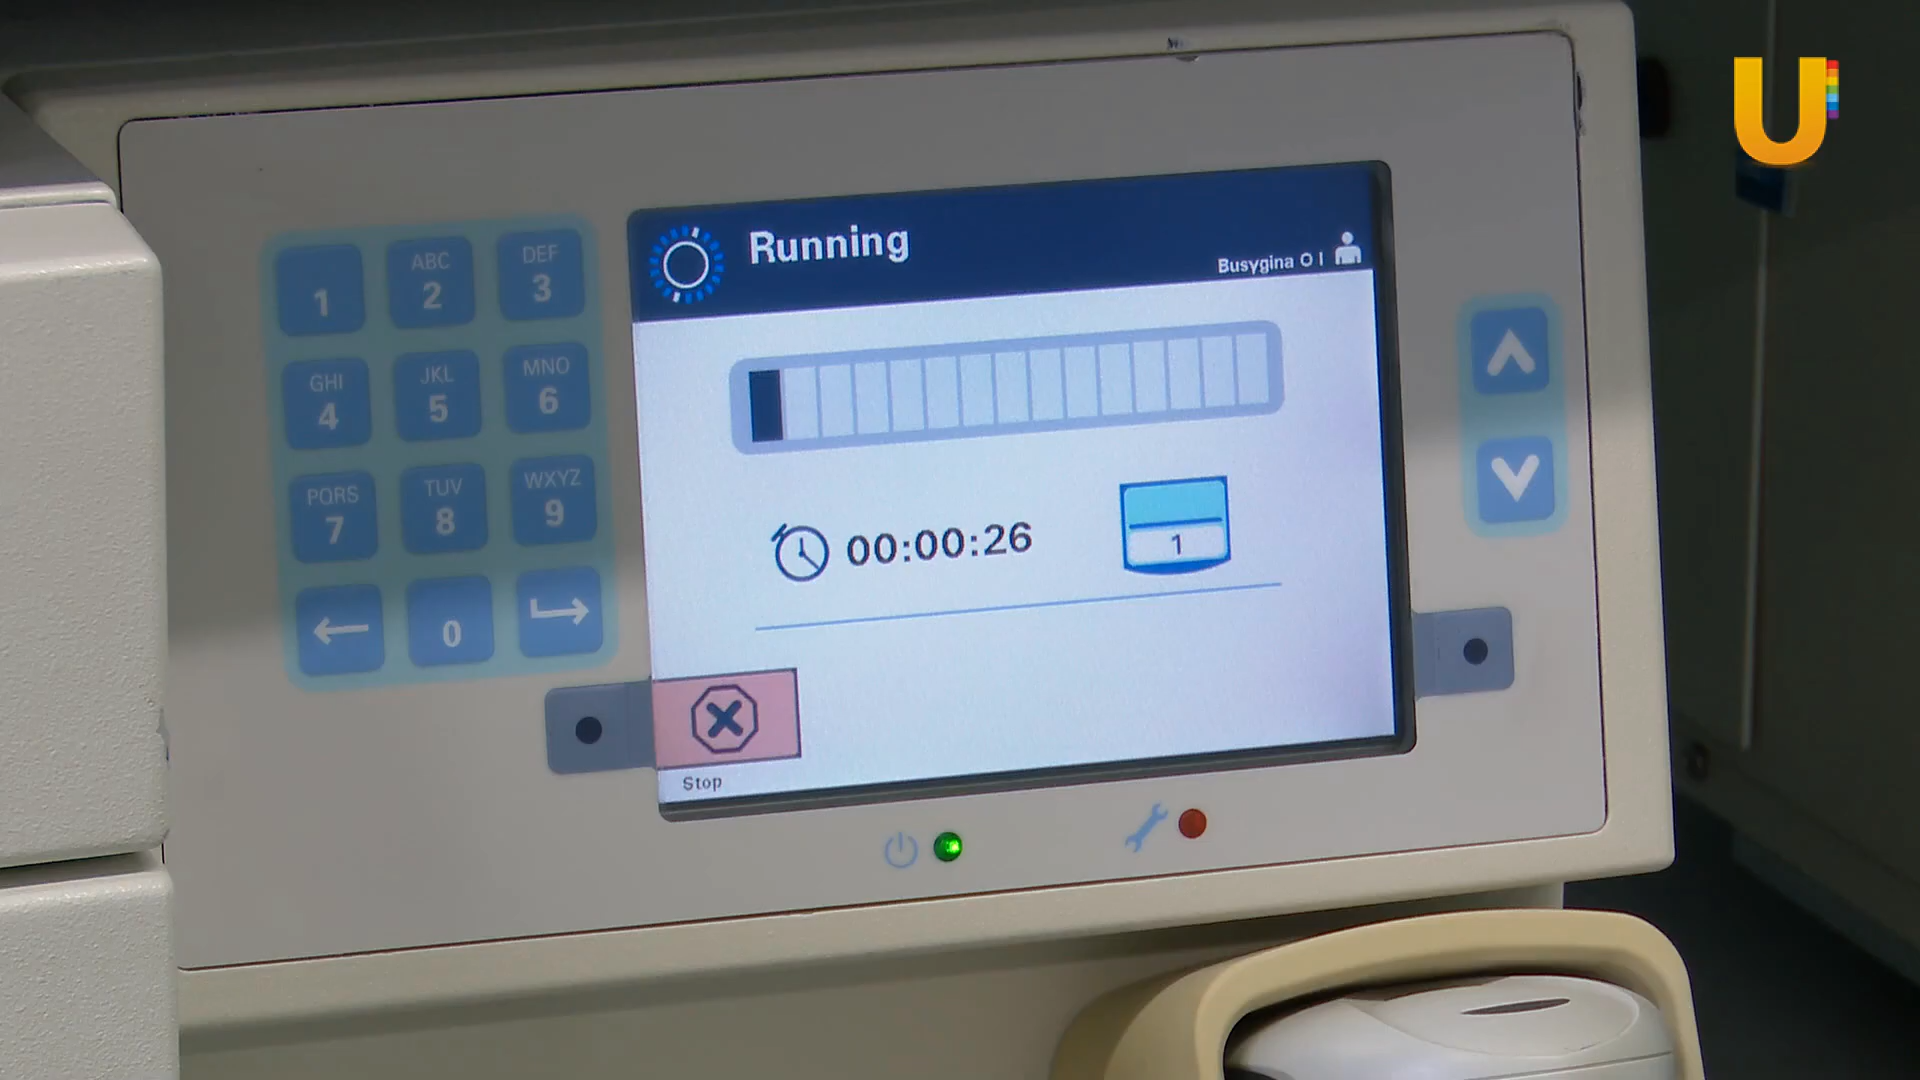 Running
Busygina O I
1
ABC
2
DEF
3
GHI
4
JKL
5
MNO
6
PQRS
7
TUV
8
WXYZ
9
0
00:00:26
1
Stop
U